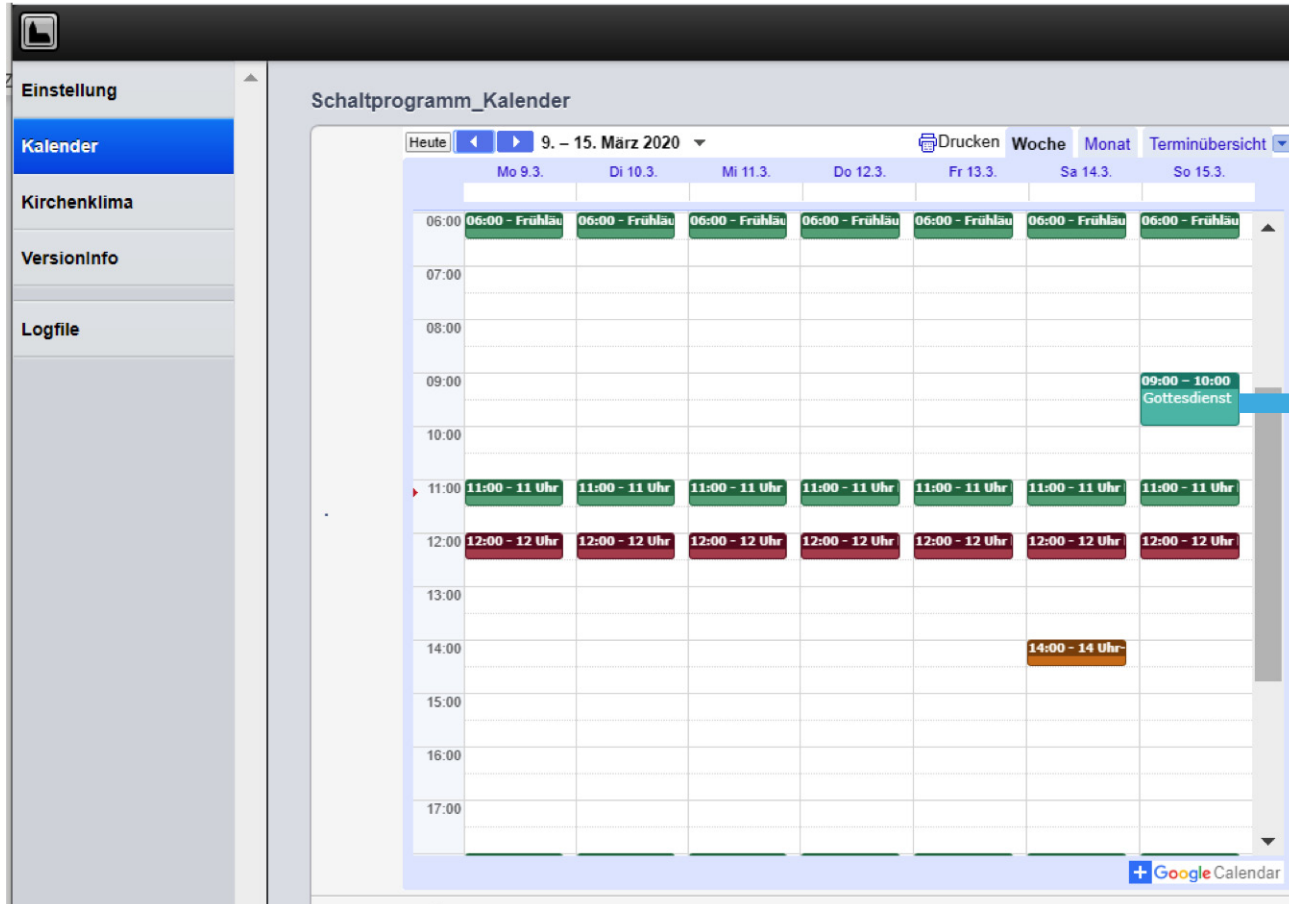 Einstellung
Kalender
Kirchenklima
VersionInfo
Logfile
Schaltprogramm_Kalender
Heute 9. – 15. März 2020 Drucken Woche Monat Terminübersicht
Mo 9.3. Di 10.3. Mi 11.3. Do 12.3. Fr 13.3. Sa 14.3. So 15.3.
06:00 06:00 - Frühläu 06:00 - Frühläu 06:00 - Frühläu 06:00 - Frühläu 06:00 - Frühläu 06:00 - Frühläu 06:00 - Frühläu
07:00
08:00
09:00 09:00 – 10:00
Gottesdienst
10:00
11:00 11:00 - 11 Uhr 11:00 - 11 Uhr 11:00 - 11 Uhr 11:00 - 11 Uhr 11:00 - 11 Uhr 11:00 - 11 Uhr 11:00 - 11 Uhr
12:00 12:00 - 12 Uhr 12:00 - 12 Uhr 12:00 - 12 Uhr 12:00 - 12 Uhr 12:00 - 12 Uhr 12:00 - 12 Uhr 12:00 - 12 Uhr
13:00
14:00 14:00 - 14 Uhr-
15:00
16:00
17:00
Google Calendar